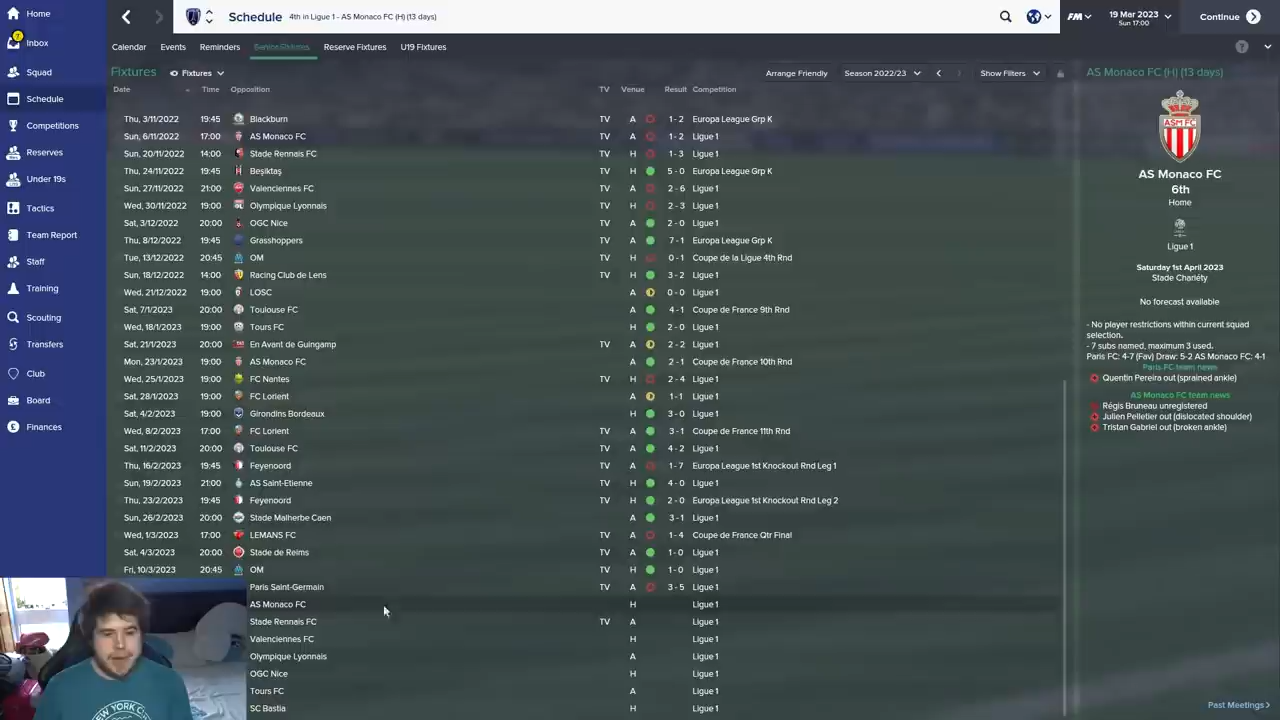 Home
7
Inbox
Squad
Schedule
Competitions
Reserves
Under 19s
Tactics
Team Report
Staff
Training
Scouting
Transfers
Club
Board
Finances
Schedule
4th in Ligue 1 - AS Monaco FC (H) (13 days)
FM
19 Mar 2023
Sun 17:00
Continue
Calendar Events Reminders Senior Fixtures Reserve Fixtures U19 Fixtures
Fixtures
Fixtures
Arrange Friendly
Season 2022/23
Show Filters
Date Time Opposition TV Venue Result Competition
Thu, 3/11/2022 19:45 Blackburn TV A 1 - 2 Europa League Grp K
Sun, 6/11/2022 17:00 AS Monaco FC TV A 1 - 2 Ligue 1
Sun, 20/11/2022 14:00 Stade Rennais FC TV H 1 - 3 Ligue 1
Thu, 24/11/2022 19:45 Beşiktaş TV H 5 - 0 Europa League Grp K
Sun, 27/11/2022 21:00 Valenciennes FC TV A 2 - 6 Ligue 1
Wed, 30/11/2022 19:00 Olympique Lyonnais TV H 2 - 3 Ligue 1
Sat, 3/12/2022 20:00 OGC Nice TV A 2 - 0 Ligue 1
Thu, 8/12/2022 19:45 Grasshoppers TV A 7 - 1 Europa League Grp K
Tue, 13/12/2022 20:45 OM TV H 0 - 1 Coupe de la Ligue 4th Rnd
Sun, 18/12/2022 14:00 Racing Club de Lens TV H 3 - 2 Ligue 1
Wed, 21/12/2022 19:00 LOSC A 0 - 0 Ligue 1
Sat, 7/1/2023 20:00 Toulouse FC A 4 - 1 Coupe de France 9th Rnd
Wed, 18/1/2023 19:00 Tours FC H 2 - 0 Ligue 1
Sat, 21/1/2023 20:00 En Avant de Guingamp TV A 2 - 2 Ligue 1
Mon, 23/1/2023 19:00 AS Monaco FC A 2 - 1 Coupe de France 10th Rnd
Wed, 25/1/2023 19:00 FC Nantes TV H 2 - 4 Ligue 1
Sat, 28/1/2023 19:00 FC Lorient A 1 - 1 Ligue 1
Sat, 4/2/2023 19:00 Girondins Bordeaux H 3 - 0 Ligue 1
Wed, 8/2/2023 17:00 FC Lorient TV A 3 - 1 Coupe de France 11th Rnd
Sat, 11/2/2023 20:00 Toulouse FC TV A 4 - 2 Ligue 1
Thu, 16/2/2023 19:45 Feyenoord TV A 1 - 7 Europa League 1st Knockout Rnd Leg 1
Sun, 19/2/2023 21:00 AS Saint-Etienne TV H 4 - 0 Ligue 1
Thu, 23/2/2023 19:45 Feyenoord TV H 2 - 0 Europa League 1st Knockout Rnd Leg 2
Sun, 26/2/2023 20:00 Stade Malherbe Caen A 3 - 1 Ligue 1
Wed, 1/3/2023 17:00 LEMANS FC TV A 1 - 4 Coupe de France Qtr Final
Sat, 4/3/2023 20:00 Stade de Reims TV A 1 - 0 Ligue 1
Fri, 10/3/2023 20:45 OM TV H 1 - 0 Ligue 1
Paris Saint-Germain TV A 3 - 5 Ligue 1
AS Monaco FC H Ligue 1
Stade Rennais FC TV A Ligue 1
Valenciennes FC H Ligue 1
Olympique Lyonnais A Ligue 1
OGC Nice H Ligue 1
Tours FC A Ligue 1
SC Bastia H Ligue 1
AS Monaco FC (H) (13 days)
ASM FC
AS Monaco FC
6th
Home
Ligue 1
Saturday 1st April 2023
Stade Charléty
No forecast available
- No player restrictions within current squad
selection.
- 7 subs named, maximum 3 used.
Paris FC: 4-7 (Fav) Draw: 5-2 AS Monaco FC: 4-1
Paris FC team news
Quentin Pereira out (sprained ankle)
AS Monaco FC team news
Régis Bruneau unregistered
Julien Pelletier out (dislocated shoulder)
Tristan Gabriel out (broken ankle)
Past Meetings >
NEW YORK CITY